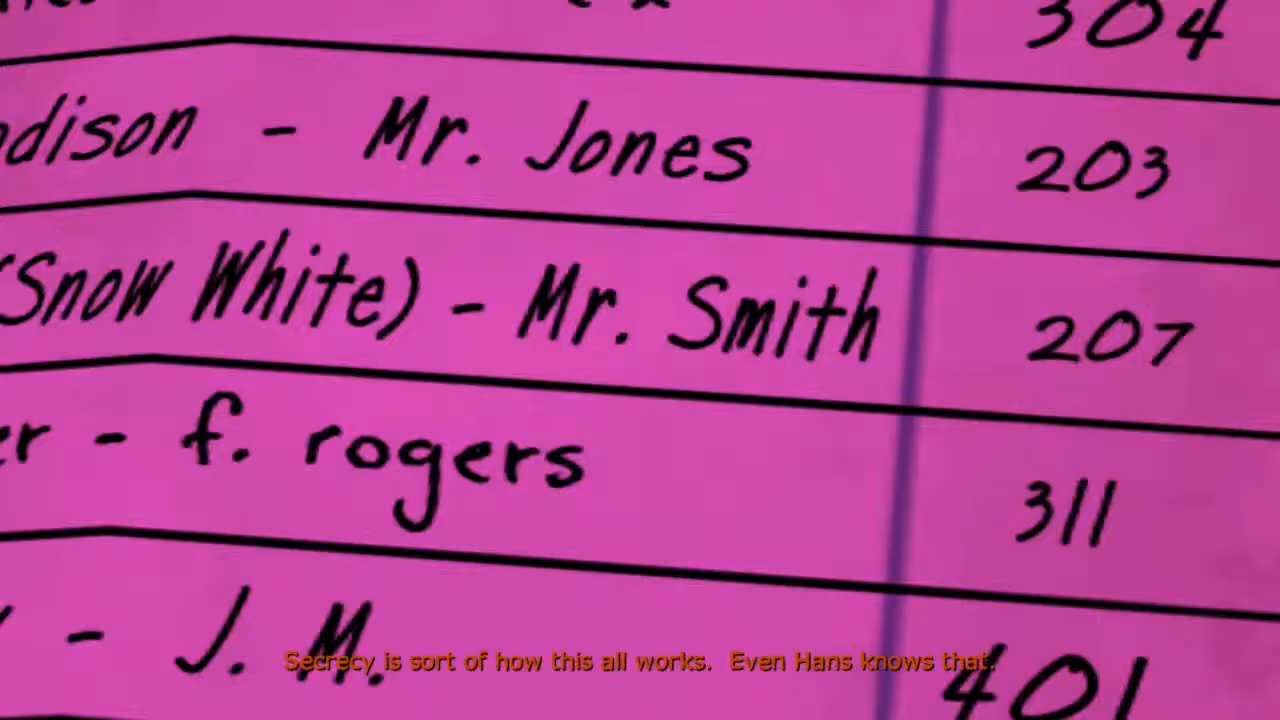 304
adison - Mr. Jones 203
(Snow White) - Mr. Smith 207
er - f. rogers 311
- J. M. 401
Secrecy is sort of how this all works. Even Hans knows that.